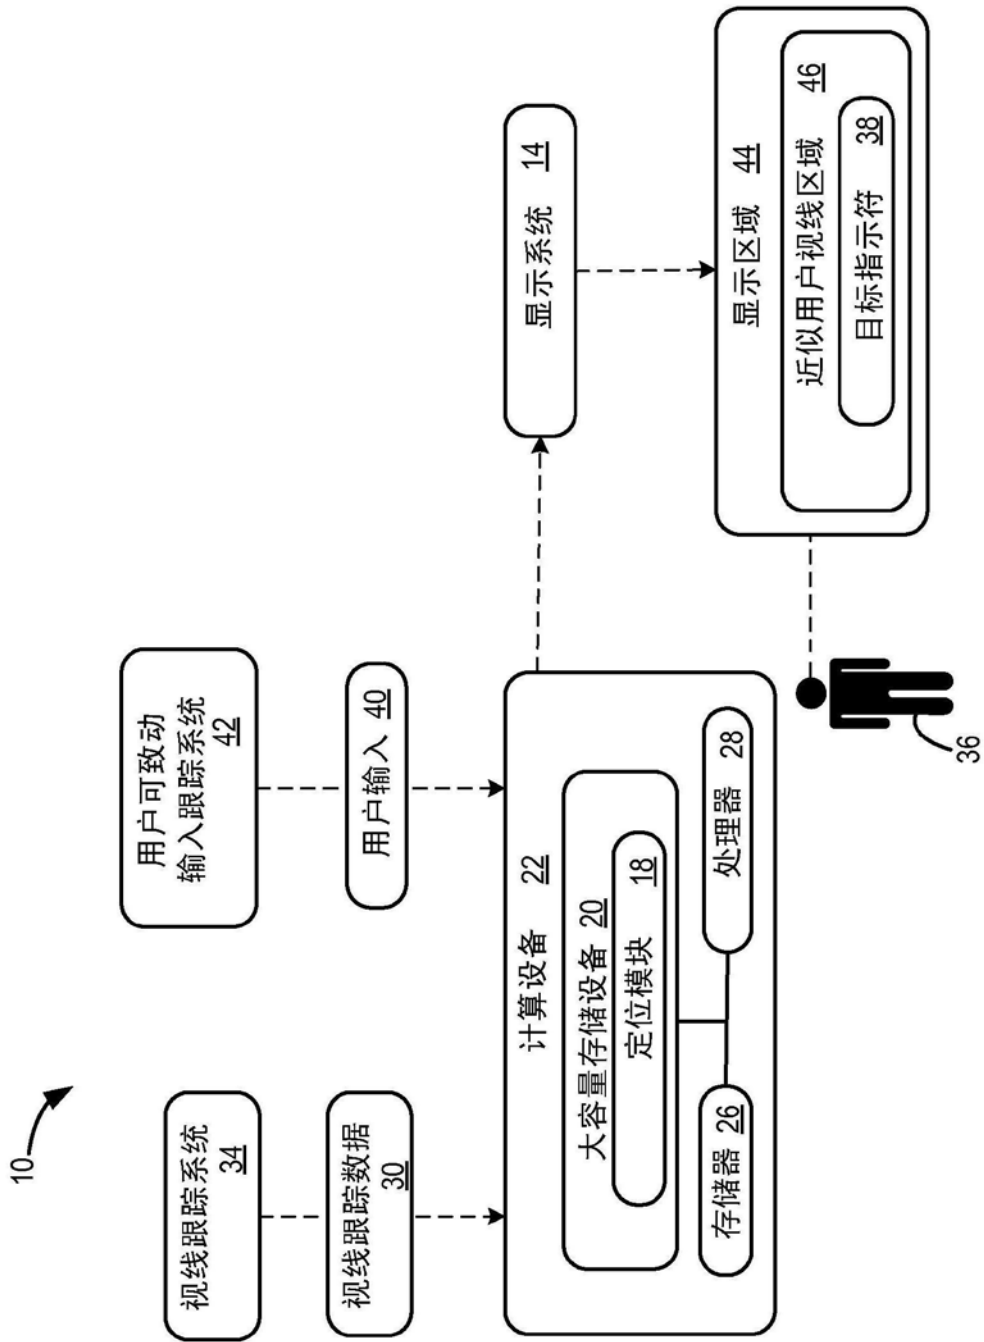 10
视线跟踪系统
34
视线跟踪数据
30
用户可致动
输入跟踪系统
42
用户输入 40
计算设备 22
大容量存储设备 20
定位模块 18
存储器 26
处理器 28
显示系统 14
显示区域 44
近似用户视线区域 46
目标指示符 38
36